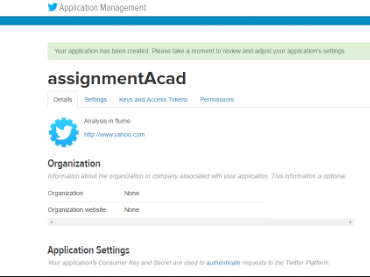 Application Management
Your application has been created. Please take a moment to review and adjust your application's settings.
assignmentAcad
Details Settings Keys and Access Tokens Permissions
Analysis in flume
http://www.yahoo.com
Organization
Information about the organization or company associated with your application. This information is optional.
Organization None
Organization website None
Application Settings
Your application's Consumer Key and Secret are used to authenticate requests to the Twitter Platform.